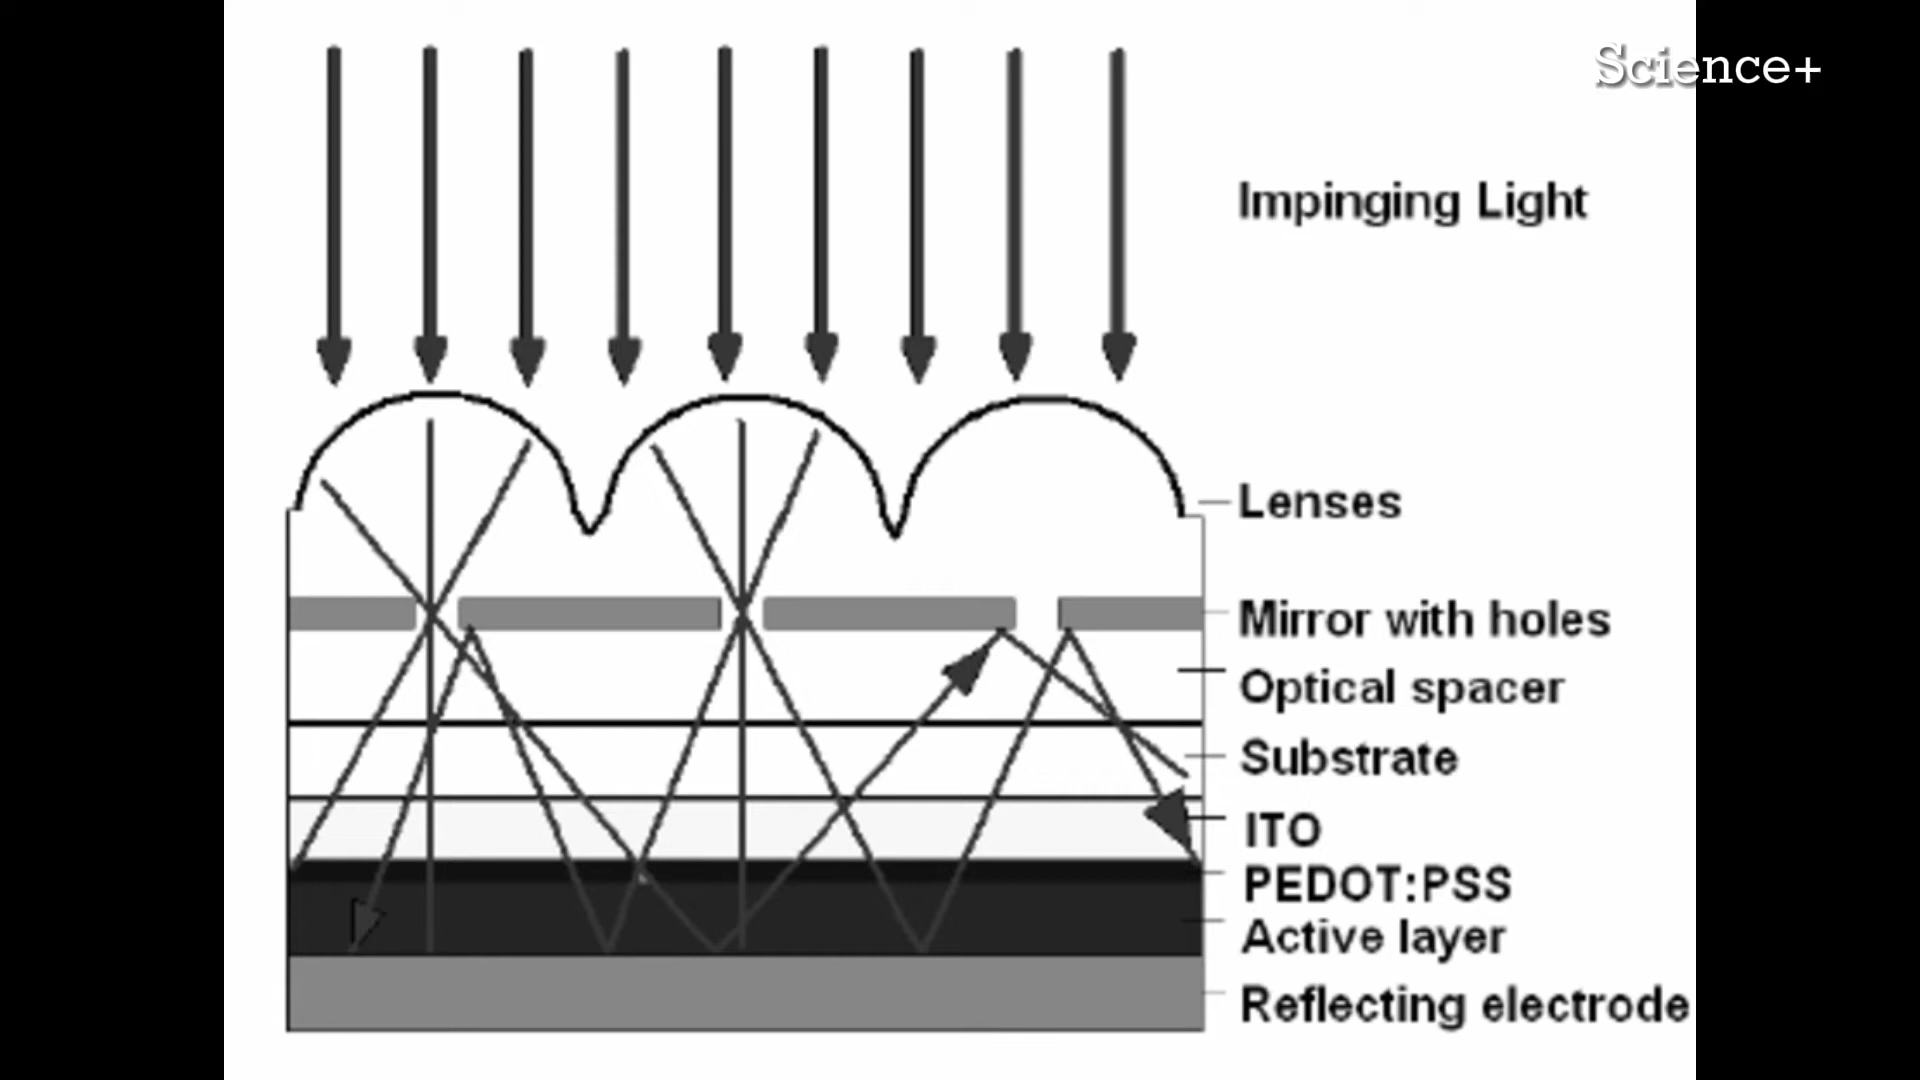 Science+
Impinging Light
Lenses
Mirror with holes
Optical spacer
Substrate
ITO
PEDOT:PSS
Active layer
Reflecting electrode